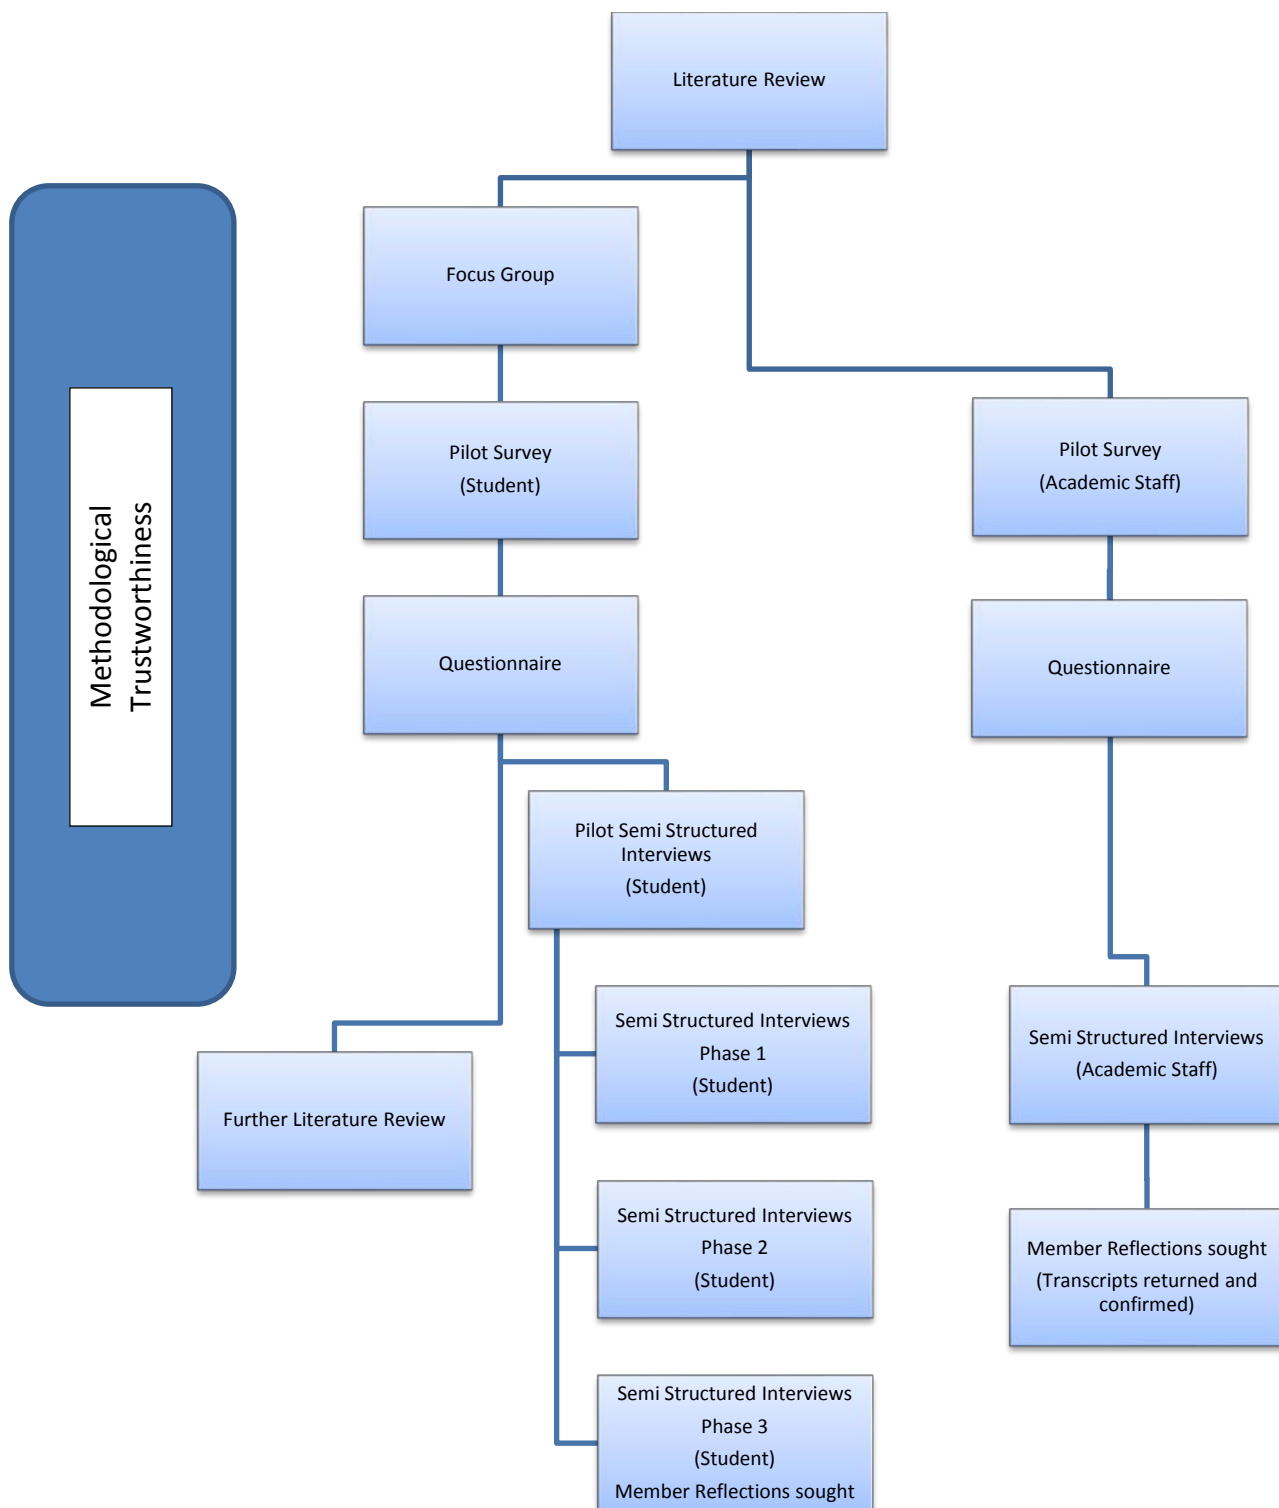 Literature Review
Focus Group
Pilot Survey
(Student)
Pilot Survey
(Academic Staff)
Methodological
Trustworthiness
Questionnaire
Questionnaire
Pilot Semi Structured
Interviews
(Student)
Semi Structured Interviews
Phase 1
(Student)
Semi Structured Interviews
(Academic Staff)
Further Literature Review
Semi Structured Interviews
Phase 2
(Student)
Member Reflections sought
(Transcripts returned and
confirmed)
Semi Structured Interviews
Phase 3
(Student)
Member Reflections sought